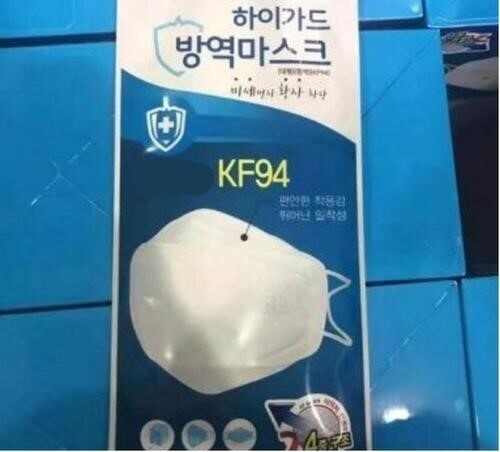 하이가드
방역마스크
미세먼지 황사 차단
KF94
편안한 착용감
뛰어난 밀착성